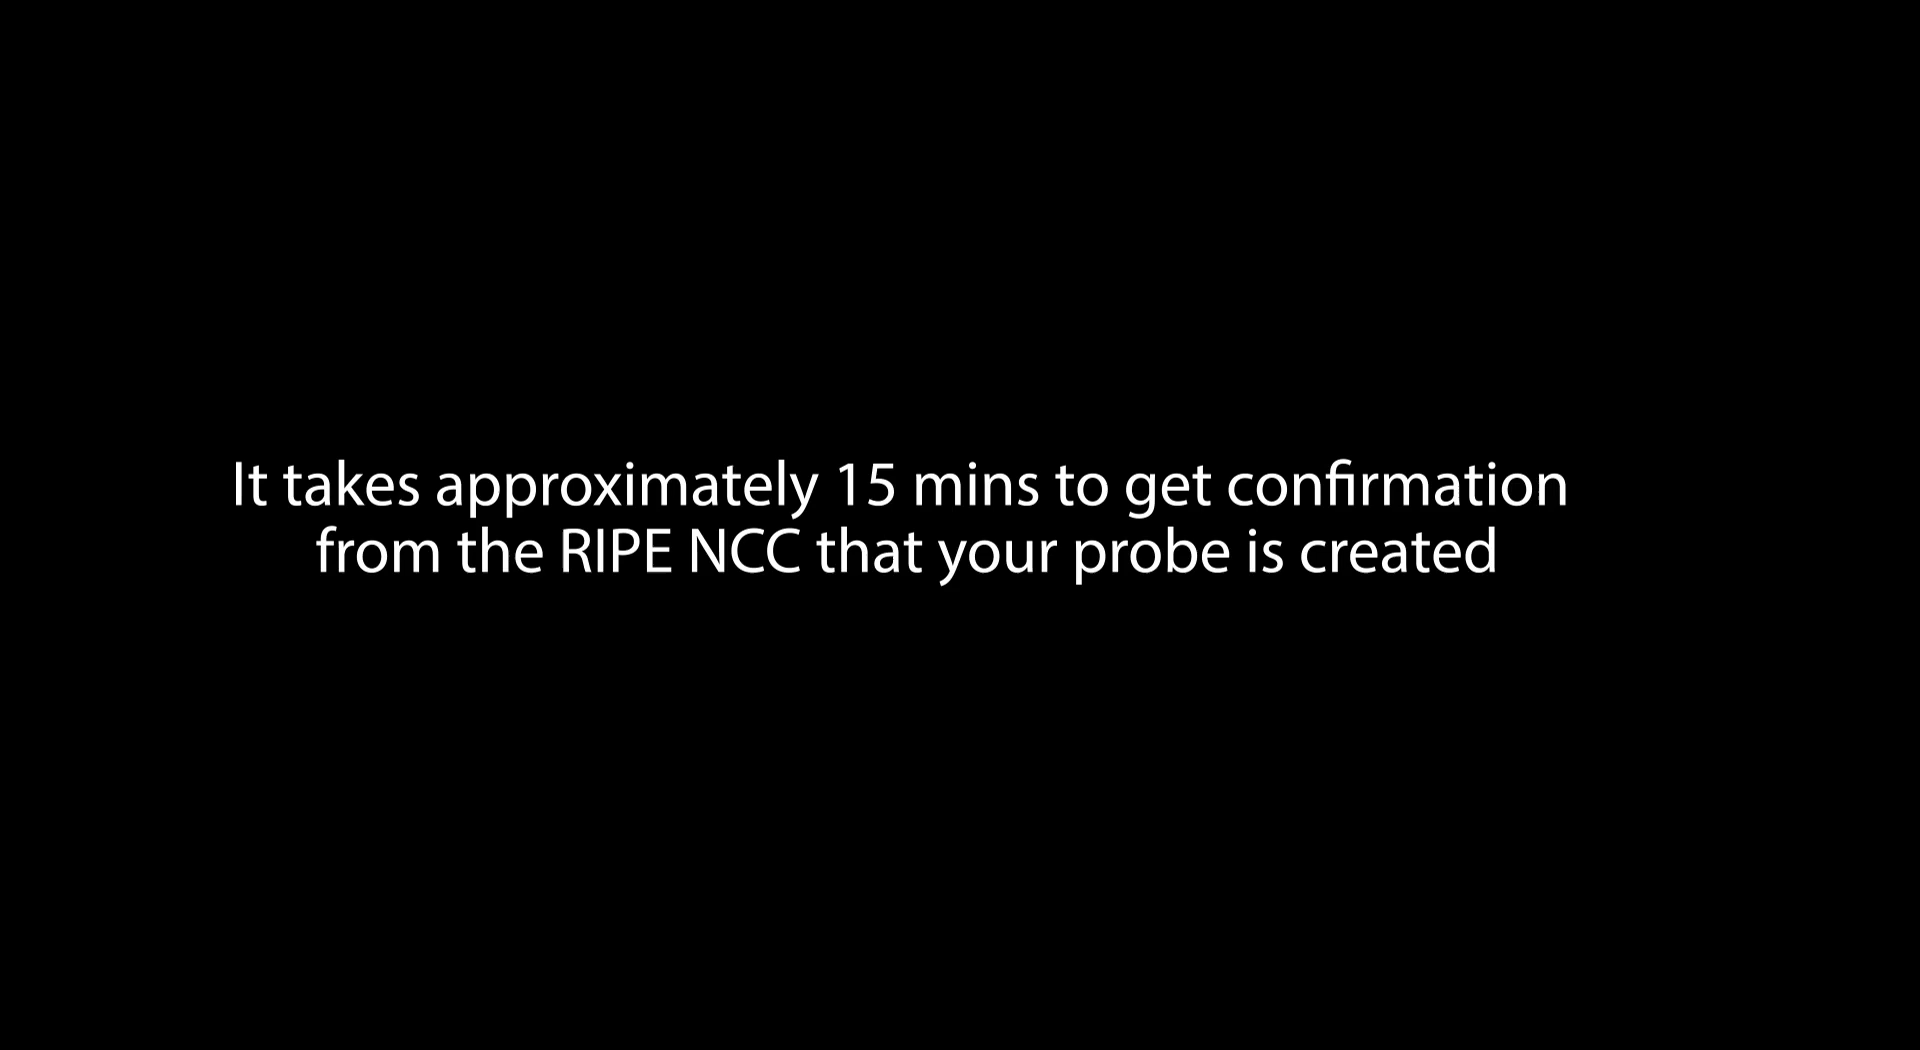 It takes approximately 15 mins to get confirmation
from the RIPE NCC that your probe is created